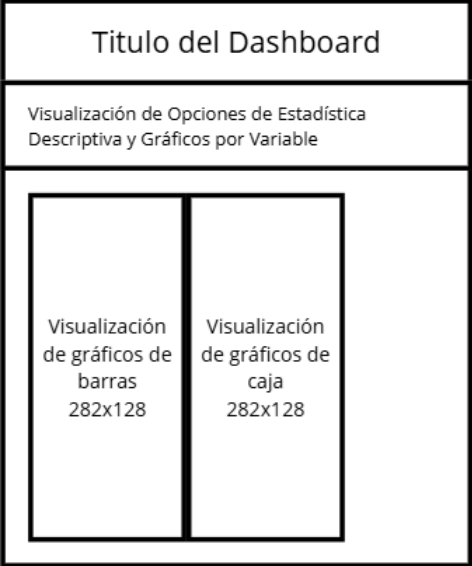 Titulo del Dashboard
Visualización de Opciones de Estadística
Descriptiva y Gráficos por Variable
Visualización
de gráficos de
barras
282x128
Visualización
de gráficos de
caja
282x128